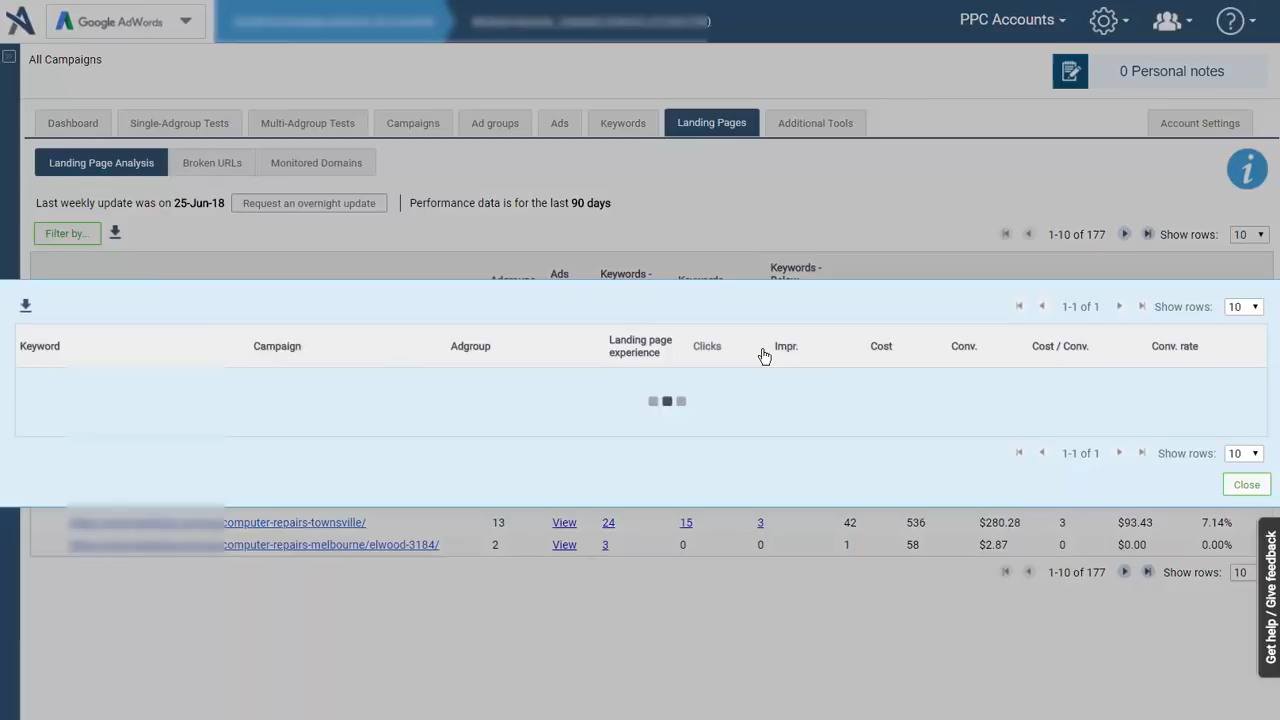 Google AdWords
PPC Accounts
All Campaigns
0 Personal notes
Dashboard
Single-Adgroup Tests
Multi-Adgroup Tests
Campaigns
Ad groups
Ads
Keywords
Landing Pages
Additional Tools
Account Settings
Landing Page Analysis
Broken URLs
Monitored Domains
Last weekly update was on 25-Jun-18
Request an overnight update
Performance data is for the last 90 days
Filter by...
1-10 of 177
Show rows: 10
Ads
Keywords -
Keywords -
1-1 of 1
Show rows: 10
Keyword
Campaign
Adgroup
Landing page
experience
Clicks
Impr.
Cost
Conv.
Cost / Conv.
Conv. rate
1-1 of 1
Show rows: 10
Close
computer-repairs-townsville/ 13 View 24 15 3 42 536 $280.28 3 $93.43 7.14%
computer-repairs-melbourne/elwood-3184/ 2 View 3 0 0 1 58 $2.87 0 $0.00 0.00%
1-10 of 177
Show rows: 10
Get help / Give feedback